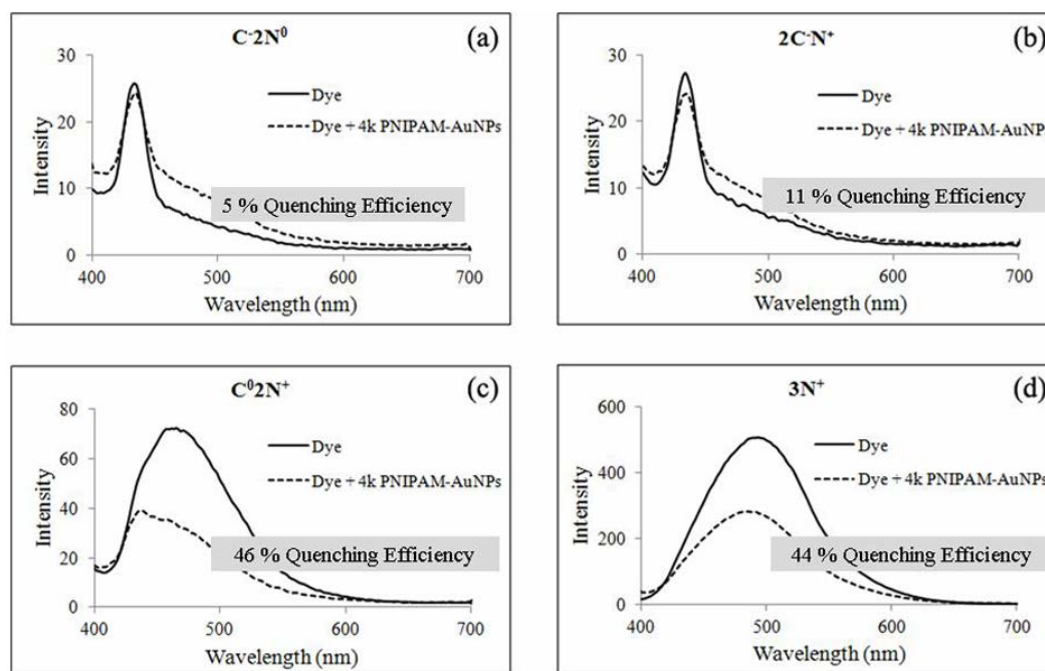 C⁻2N⁰
(a)
30
20
10
0
Intensity
Dye
Dye + 4k PNIPAM-AuNPs
5 % Quenching Efficiency
400 500 600 700
Wavelength (nm)
2C⁻N⁺
(b)
30
20
10
0
Intensity
Dye
Dye + 4k PNIPAM-AuNPs
11 % Quenching Efficiency
400 500 600 700
Wavelength (nm)
C⁰2N⁺
(c)
80
60
40
20
0
Intensity
Dye
Dye + 4k PNIPAM-AuNPs
46 % Quenching Efficiency
400 500 600 700
Wavelength (nm)
3N⁺
(d)
600
400
200
0
Intensity
Dye
Dye + 4k PNIPAM-AuNPs
44 % Quenching Efficiency
400 500 600 700
Wavelength (nm)